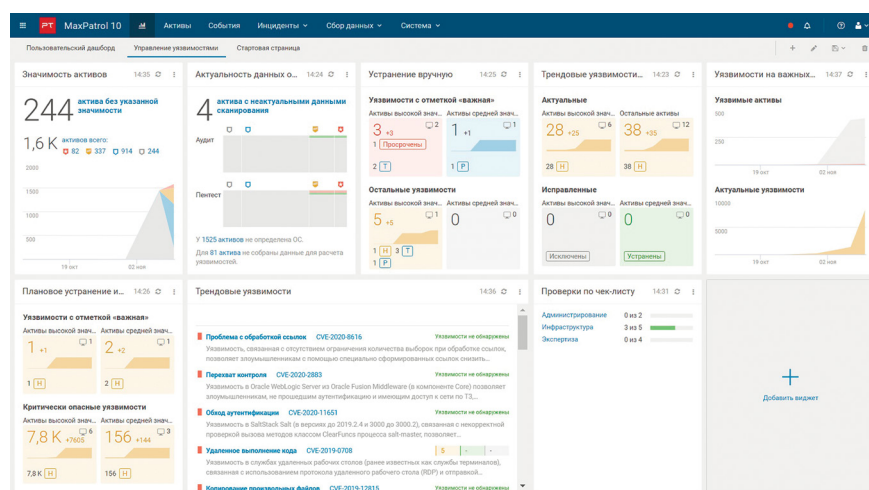 PT MaxPatrol 10 Активы События Инциденты Сбор данных Система
Пользовательский дашборд Управление уязвимостями Стартовая страница
Значимость активов 14:35
244 актива без указанной
значимости
1,6 K активов всего:
82 337 914 244
2000
1500
1000
500
19 окт 02 ноя
Актуальность данных о... 14:24
4 актива с неактуальными данными
сканирования
Аудит
Пентест
У 1525 активов не определена ОС.
Для 81 актива не собраны данные для расчета
уязвимостей.
Устранение вручную 14:25
Уязвимости с отметкой «важная»
Активы высокой знач... Активы средней знач...
3 +3 2 1 +1 1
1 Просрочены
2 Т 1 Р
Остальные уязвимости
Активы высокой знач... Активы средней знач...
5 +5 1 0 0
1 Н 3 Т
1 Р
Трендовые уязвимости... 14:23
Актуальные
Активы высокой знач... Остальные активы
28 +25 6 38 +35 12
28 Н 38 Н
Исправленные
Активы высокой знач... Активы средней знач...
0 0 0 0
Исключены Устранены
Уязвимости на важных... 14:37
Уязвимые активы
500
250
19 окт 02 ноя
Актуальные уязвимости
10000
5000
19 окт 02 ноя
Плановое устранение и... 14:26
Уязвимости с отметкой «важная»
Активы высокой знач... Активы средней знач...
1 +1 1 2 +2 1
1 Н 2 Н
Критически опасные уязвимости
Активы высокой знач... Активы средней знач...
7,8 K +7605 6 156 +144 3
7,8 K Н 156 Н
Трендовые уязвимости 14:36
Проблема с обработкой ссылок CVE-2020-8616 Уязвимости не обнаружены
Уязвимость, связанная с отсутствием ограничения количества выборок при обработке ссылок,
позволяет злоумышленникам с помощью специально сформированных ссылок снизить...
Перехват контроля CVE-2020-2883 Уязвимости не обнаружены
Уязвимость в Oracle WebLogic Server из Oracle Fusion Middleware (в компоненте Core) позволяет
злоумышленникам, не прошедшим аутентификацию и имеющим доступ к сети по T3,...
Обход аутентификации CVE-2020-11651 Уязвимости не обнаружены
Уязвимость в SaltStack Salt (в версиях до 2019.2.4 и 3000 до 3000.2), связанная с некорректной
проверкой вызова методов классом ClearFuncs процесса salt-master, позволяет...
Удаленное выполнение кода CVE-2019-0708 5 - -
Уязвимость в службах удаленных рабочих столов (ранее известных как службы терминалов),
связанная с использованием протокола удаленного рабочего стола (RDP) и отправкой...
Копирование произвольных файлов CVE-2019-12815 Уязвимости не обнаружены
Проверки по чек-листу 14:31
Администрирование 0 из 2
Инфраструктура 3 из 5
Экспертиза 0 из 4
Добавить виджет